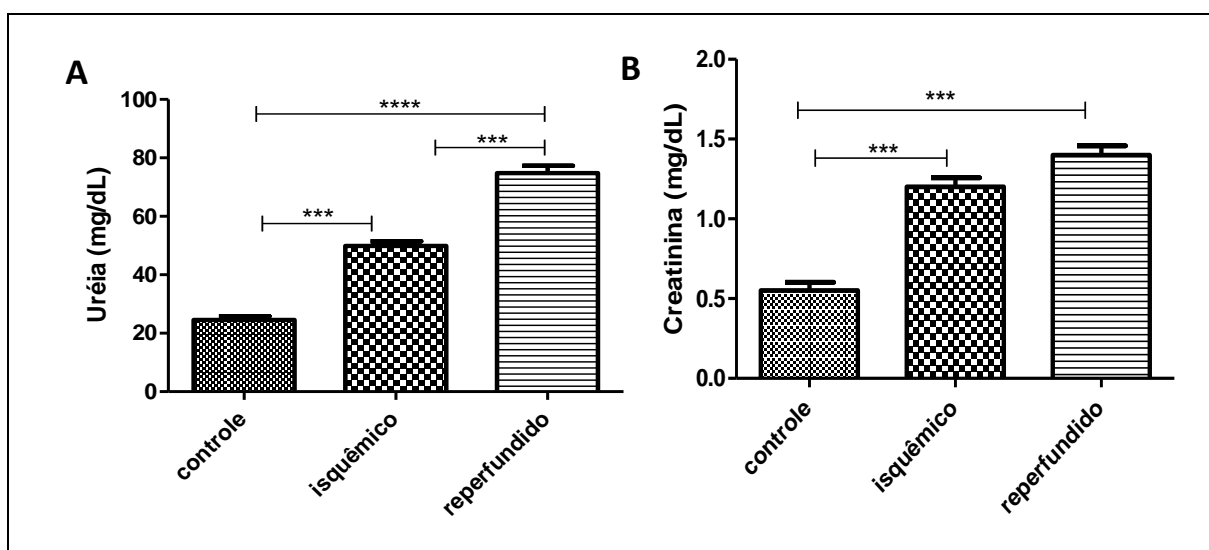 A
Uréia (mg/dL)
100
80
60
40
20
0
****
***
***
controle
isquêmico
reperfundido
B
Creatinina (mg/dL)
2.0
1.5
1.0
0.5
0.0
***
***
controle
isquêmico
reperfundido